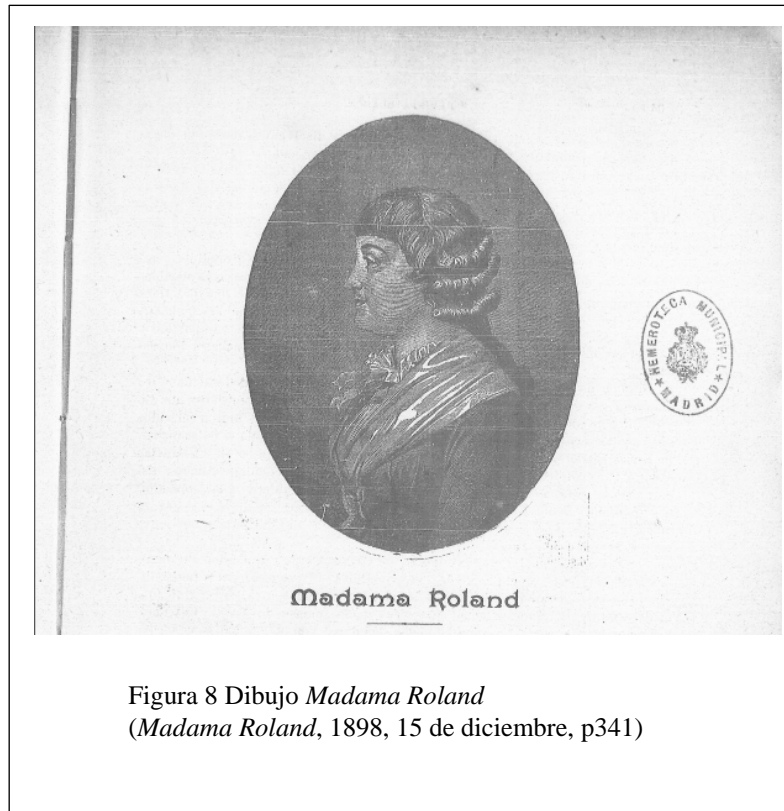 HEMEROTECA MUNICIPAL
* MADRID *
Madama Roland
Figura 8 Dibujo Madama Roland
(Madama Roland, 1898, 15 de diciembre, p341)